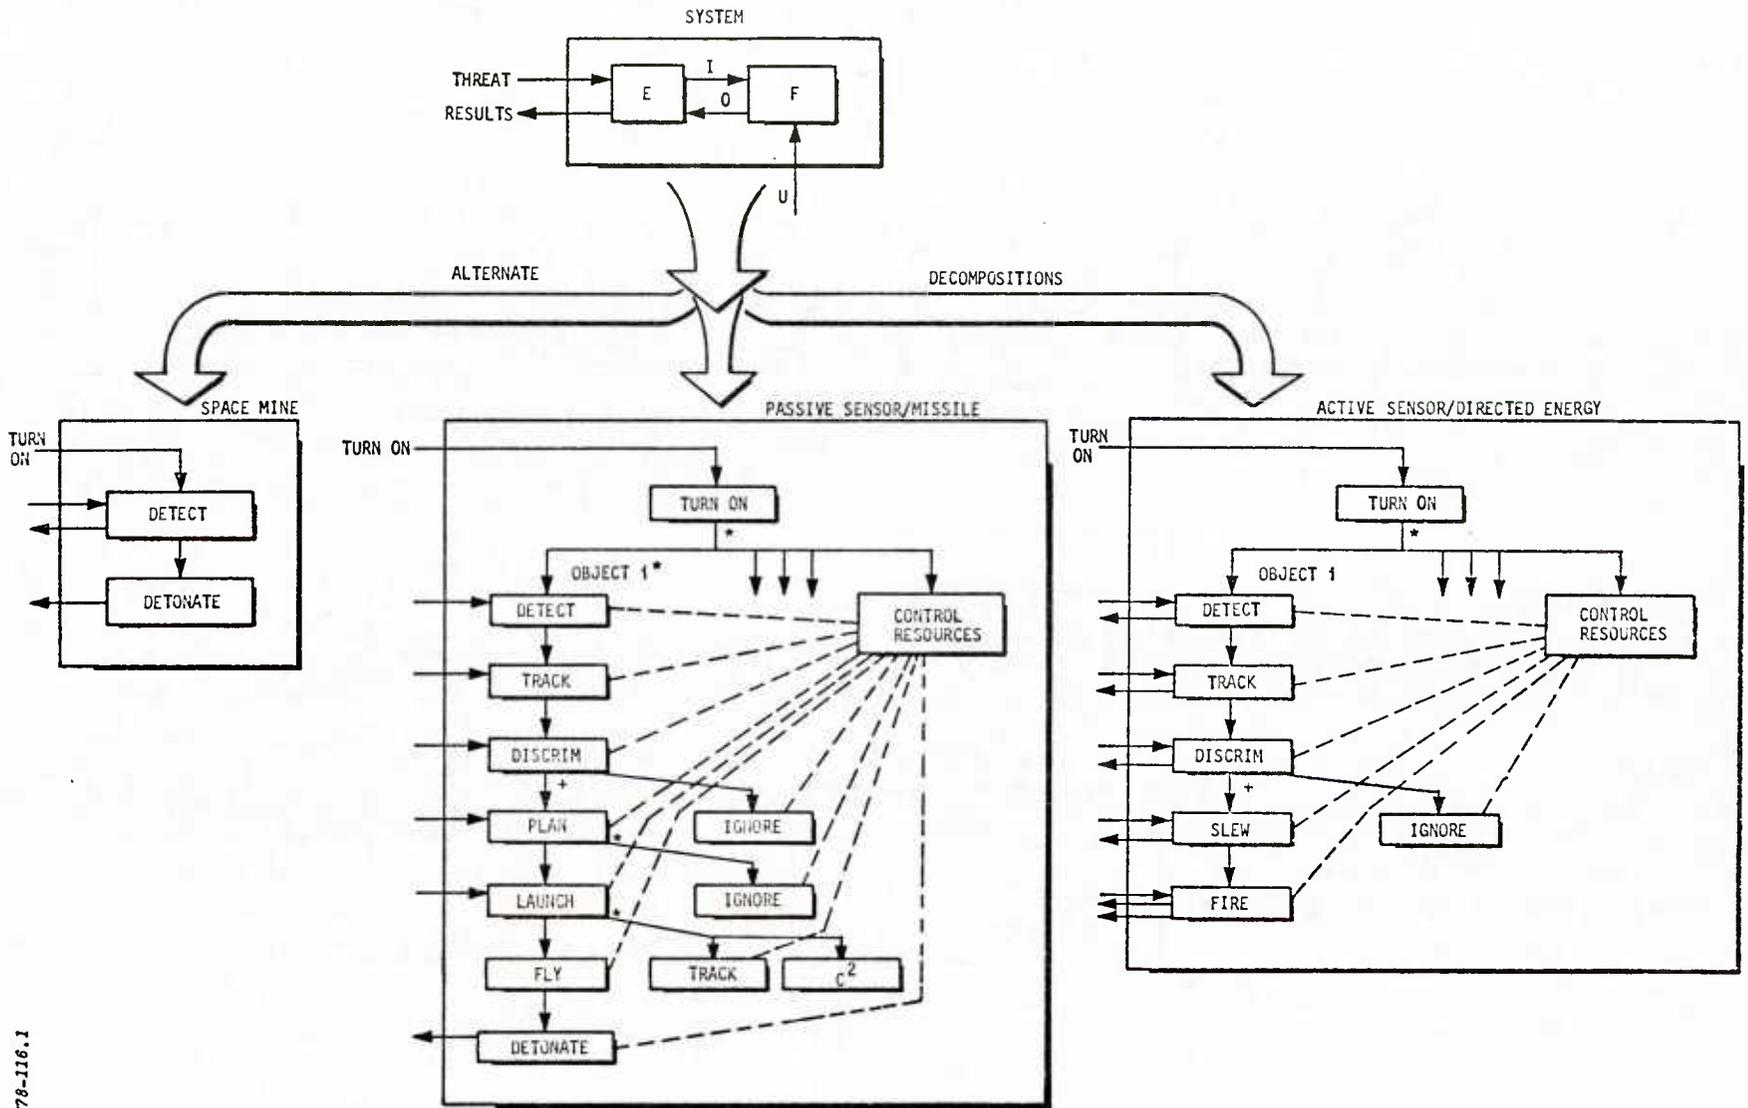 SYSTEM
THREAT
RESULTS
E
I
O
F
U
ALTERNATE
DECOMPOSITIONS
SPACE MINE
TURN
ON
DETECT
DETONATE
PASSIVE SENSOR/MISSILE
TURN ON
TURN ON
*
OBJECT 1*
DETECT
CONTROL
RESOURCES
TRACK
DISCRIM
+
PLAN
IGNORE
*
LAUNCH
IGNORE
*
FLY
TRACK
C2
DETONATE
ACTIVE SENSOR/DIRECTED ENERGY
TURN
ON
TURN ON
*
OBJECT 1
DETECT
CONTROL
RESOURCES
TRACK
DISCRIM
+
SLEW
IGNORE
FIRE
78-116.1